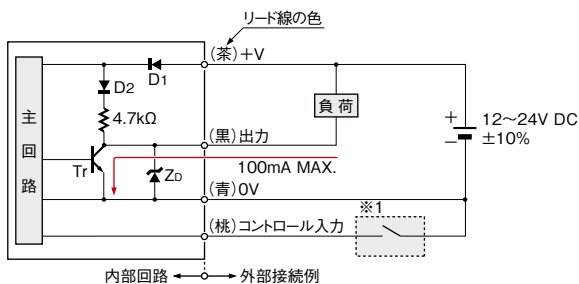 リード線の色
(茶)+V
D1
D2
4.7kΩ
主回路
負荷
+
−
12～24V DC
±10%
(黒)出力
Tr
ZD
100mA MAX.
(青)0V
※1
(桃)コントロール入力
内部回路
外部接続例